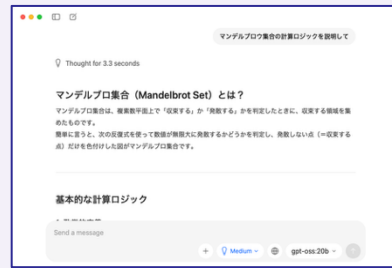 マンデルブロウ集合の計算ロジックを説明して
Thought for 3.3 seconds
マンデルブロ集合（Mandelbrot Set）とは？
マンデルブロ集合は、複素数平面上で「収束する」か「発散する」かを判定したときに、収束する領域を集
めたものです。
簡単に言うと、次の反復式を使って数値が無限大に発散するかどうかを判定し、発散しない点（＝収束する
点）だけを色付けした図がマンデルブロ集合です。
基本的な計算ロジック
Send a message
Medium
gpt-oss:20b